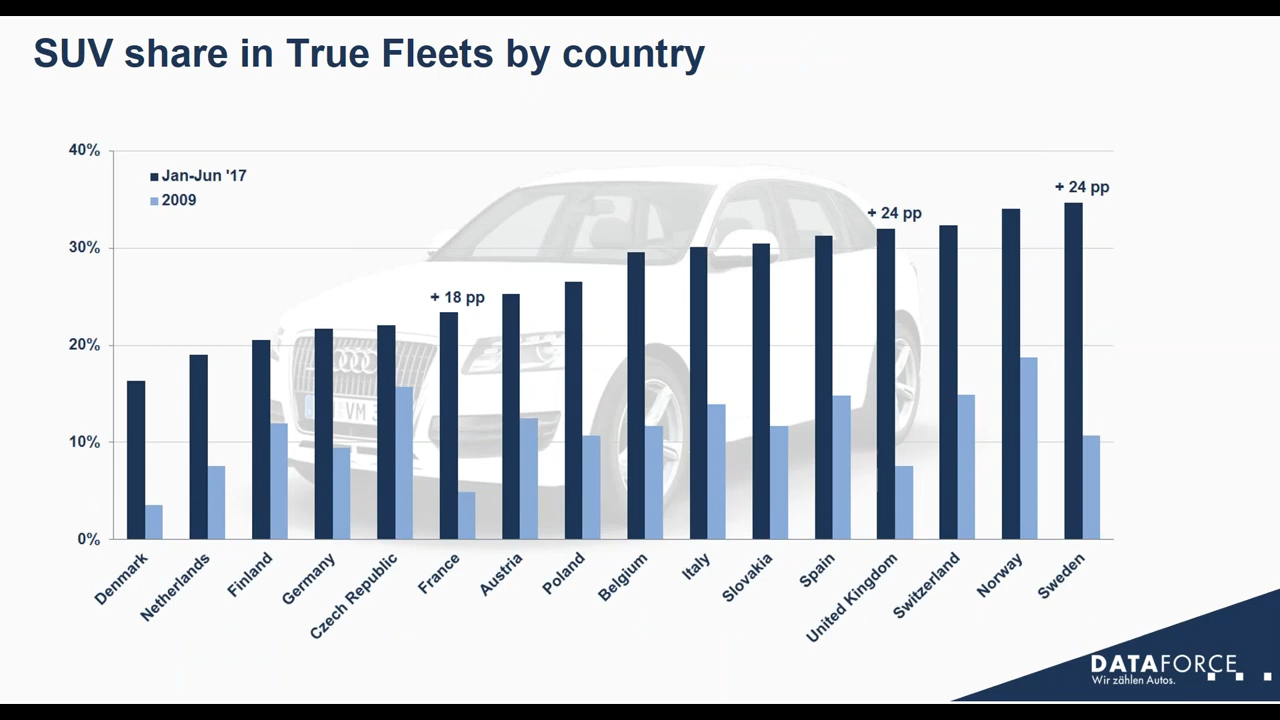 SUV share in True Fleets by country
40%
Jan-Jun '17
2009
+ 24 pp
+ 24 pp
30%
+ 18 pp
20%
10%
0%
Denmark
Netherlands
Finland
Germany
Czech Republic
France
Austria
Poland
Belgium
Italy
Slovakia
Spain
United Kingdom
Switzerland
Norway
Sweden
DATAFORCE
Wir zählen Autos.